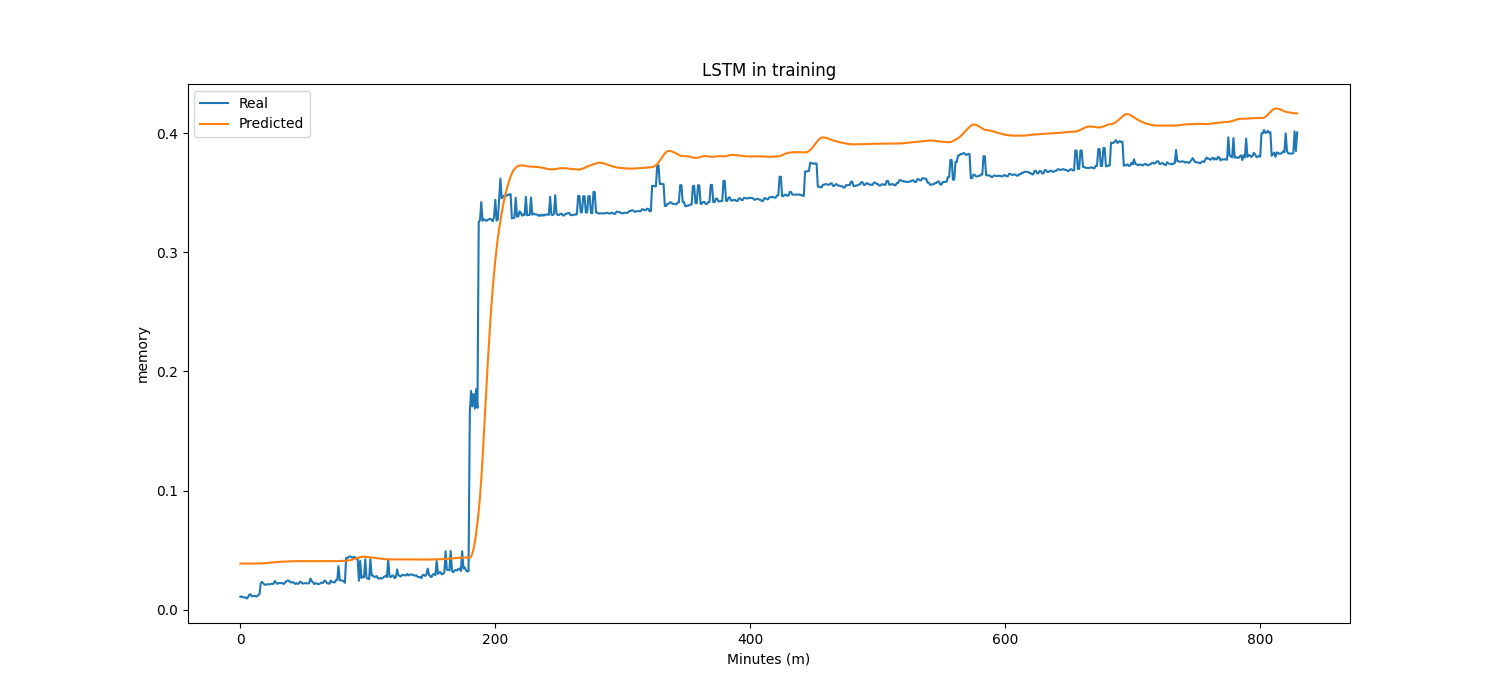 LSTM in training
Real
Predicted
memory
0.4
0.3
0.2
0.1
0.0
0 200 400 600 800
Minutes (m)